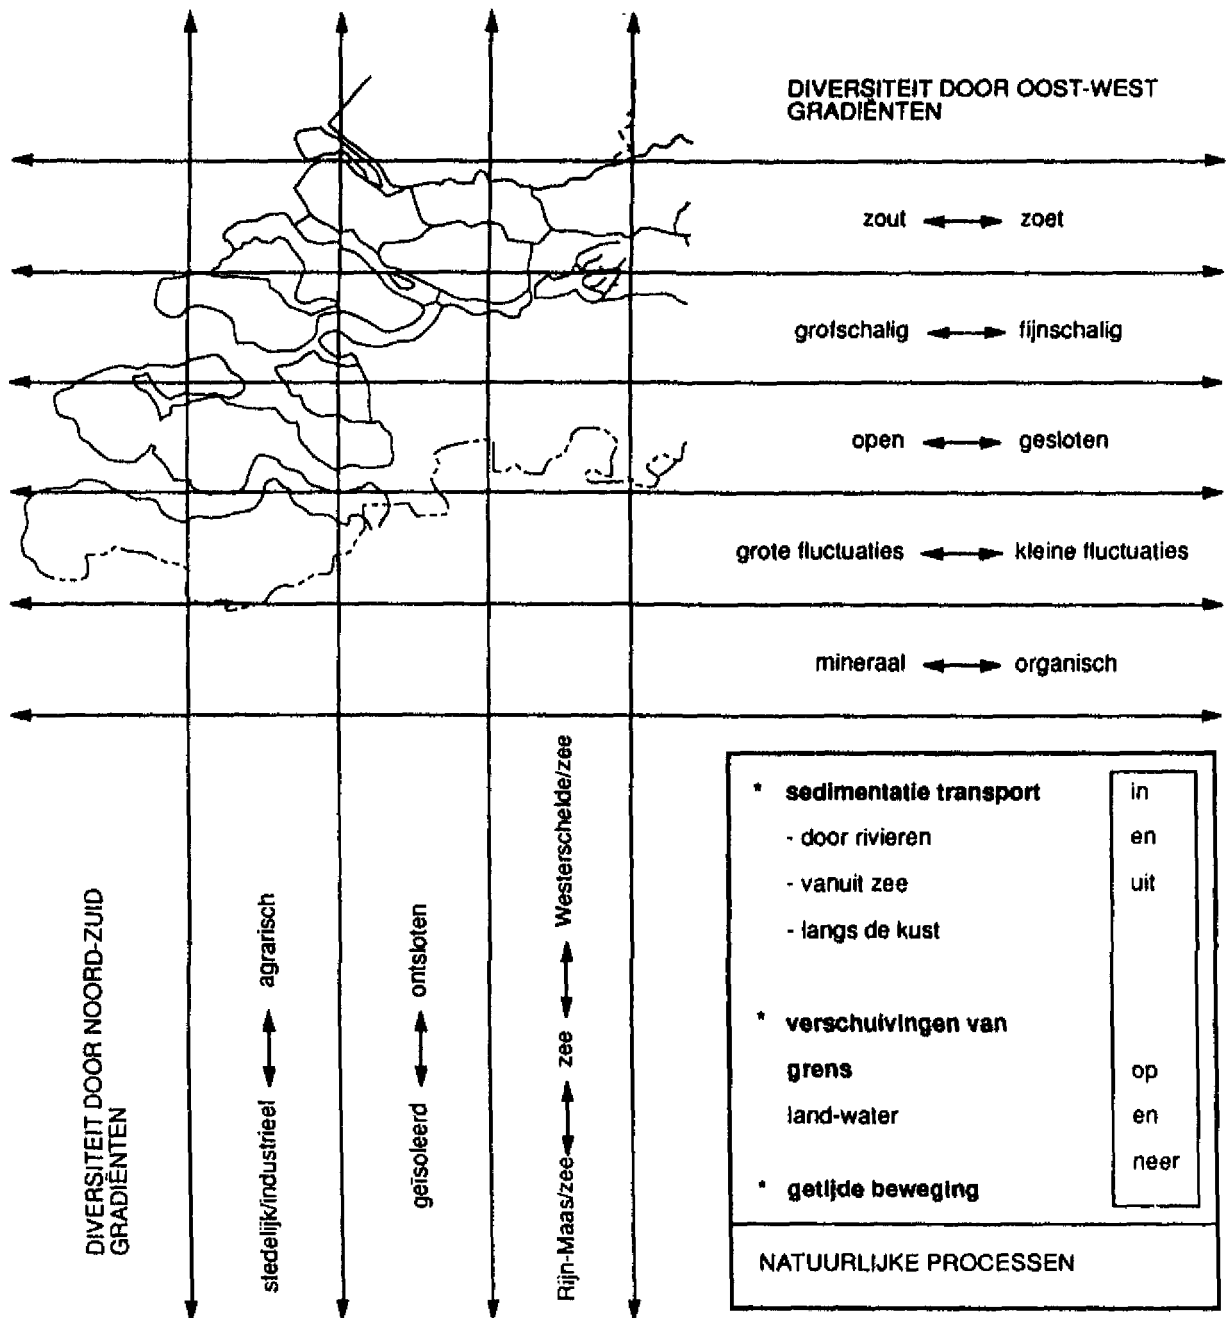 DIVERSITEIT DOOR OOST-WEST
GRADIËNTEN
zout zoet
grofschalig fijnschalig
open gesloten
grote fluctuaties kleine fluctuaties
mineraal organisch
DIVERSITEIT DOOR NOORD-ZUID
GRADIËNTEN
stedelijk/industrieel agrarisch
geïsoleerd ontsloten
Rijn-Maas/zee zee Westerschelde/zee
* sedimentatie transport in
- door rivieren en
- vanuit zee uit
- langs de kust
* verschuivingen van
grens op
land-water en
neer
* getijde beweging
NATUURLIJKE PROCESSEN